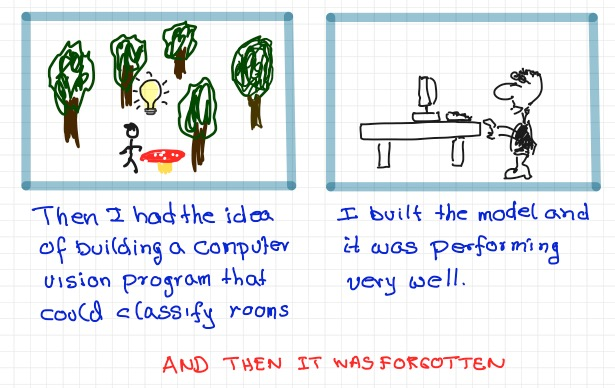 Then I had the idea
of building a computer
vision program that
could classify rooms
I built the model and
it was performing
very well.
AND THEN IT WAS FORGOTTEN